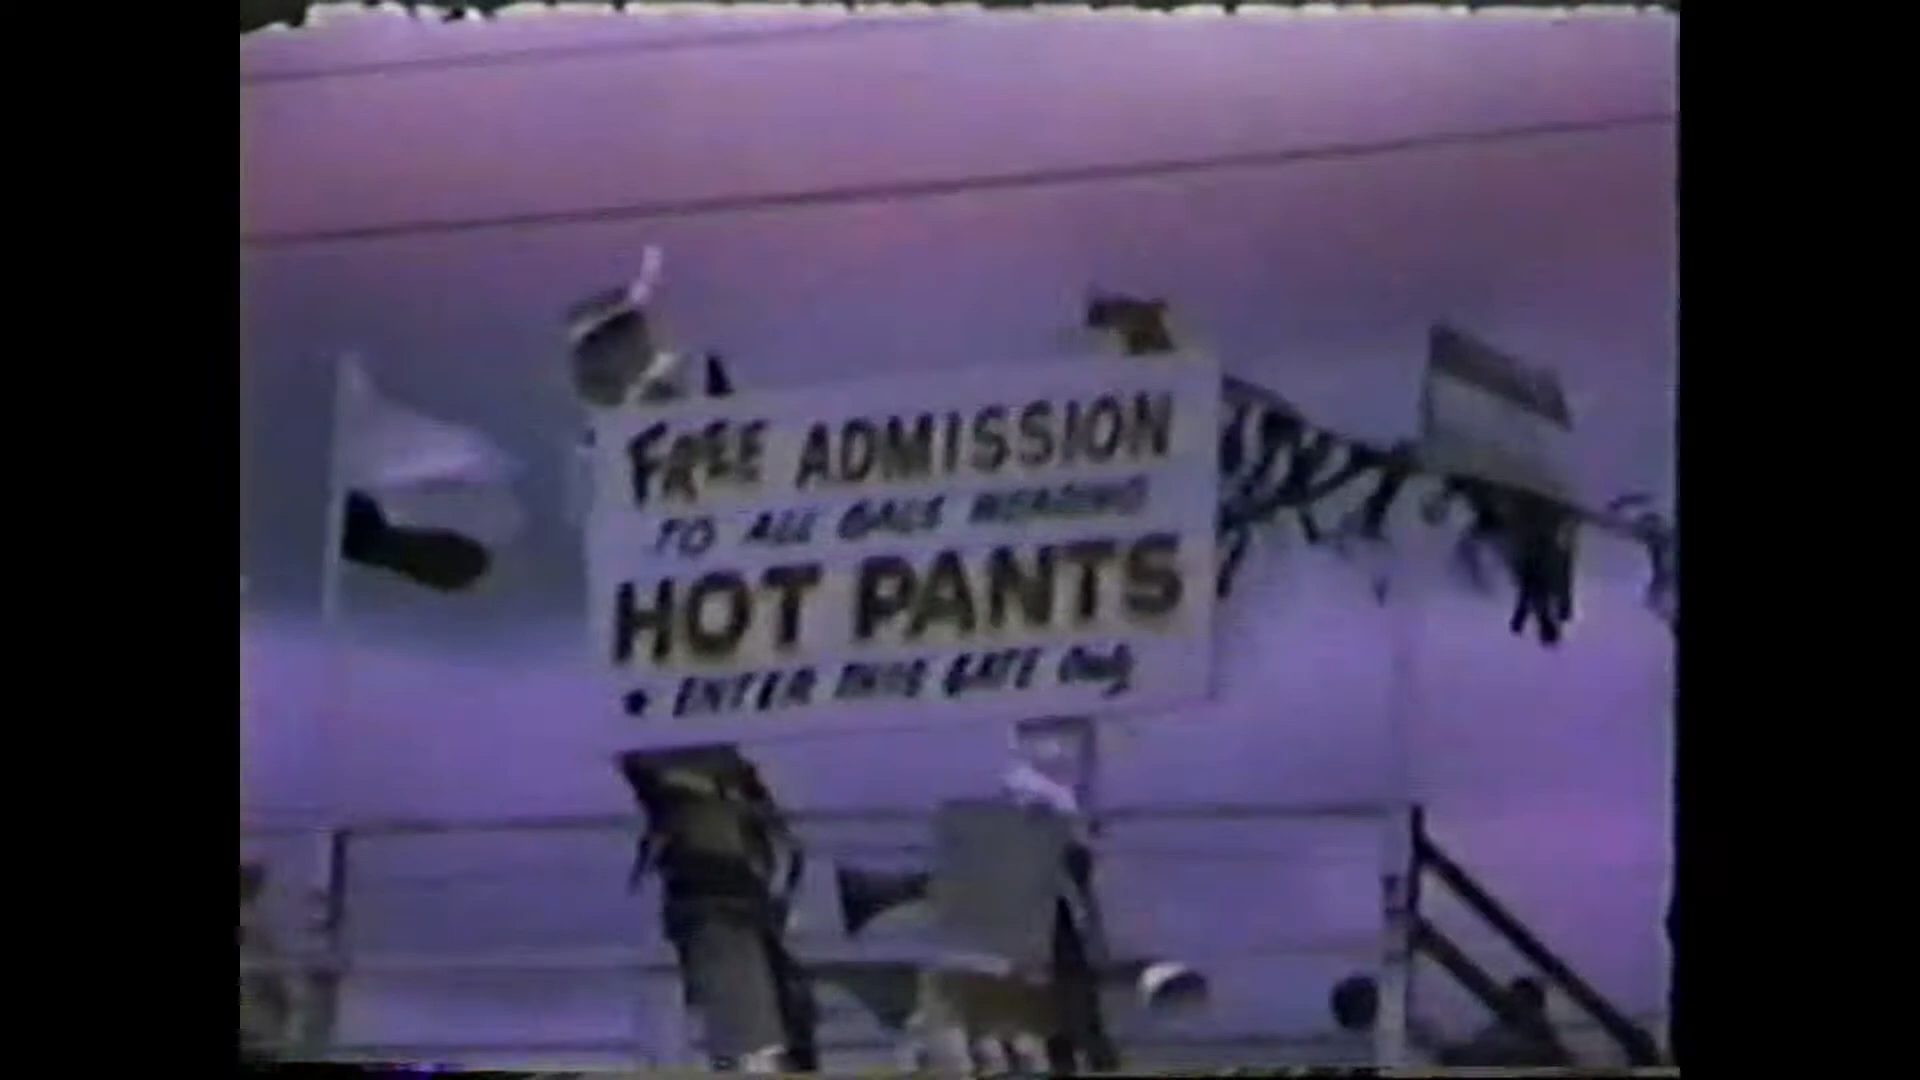 FREE ADMISSION
TO ALL GALS WEARING
HOT PANTS
★ ENTER THIS GATE Only